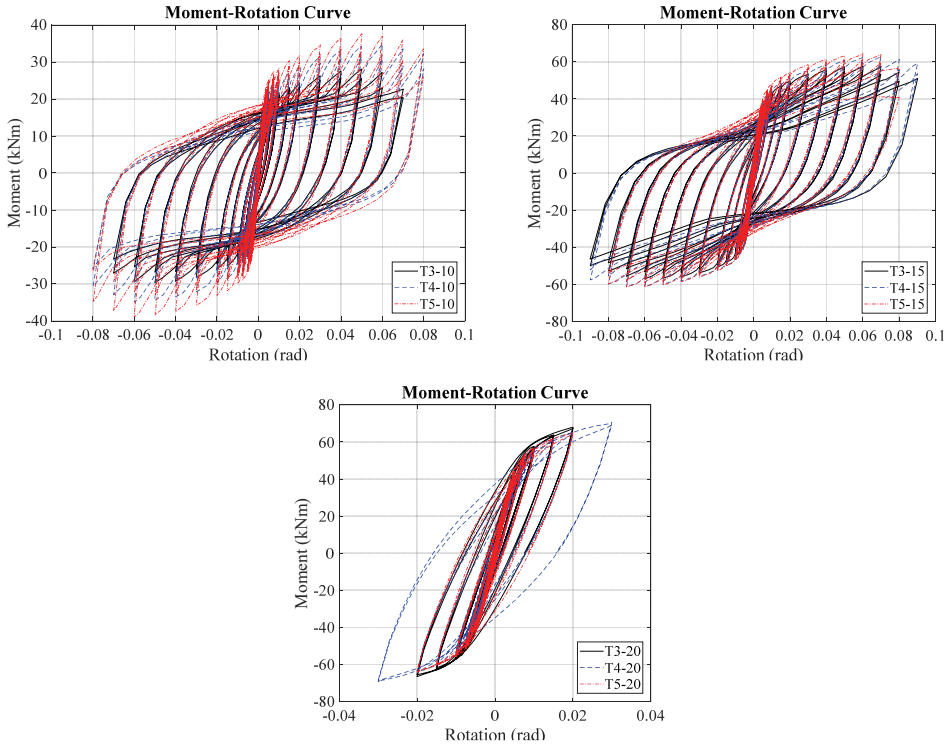 Moment-Rotation Curve
40
30
20
10
0
-10
-20
-30
-40
Moment (kNm)
-0.1 -0.08 -0.06 -0.04 -0.02 0 0.02 0.04 0.06 0.08 0.1
Rotation (rad)
T3-10
T4-10
T5-10
Moment-Rotation Curve
80
60
40
20
0
-20
-40
-60
-80
Moment (kNm)
-0.1 -0.08 -0.06 -0.04 -0.02 0 0.02 0.04 0.06 0.08 0.1
Rotation (rad)
T3-15
T4-15
T5-15
Moment-Rotation Curve
80
60
40
20
0
-20
-40
-60
-80
Moment (kNm)
-0.04 -0.02 0 0.02 0.04
Rotation (rad)
T3-20
T4-20
T5-20